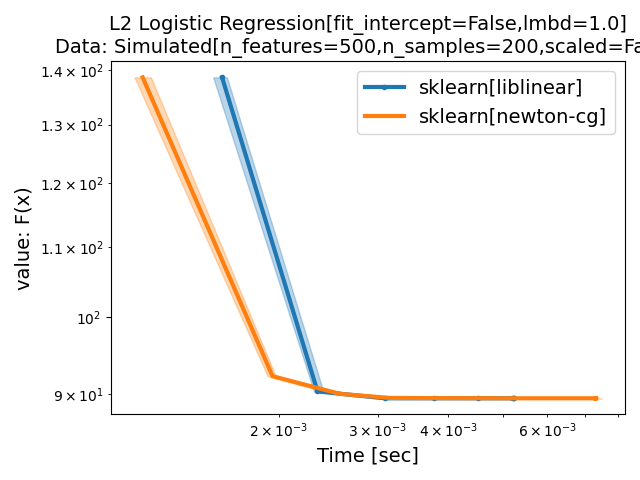 L2 Logistic Regression[fit_intercept=False,lmbd=1.0]
Data: Simulated[n_features=500,n_samples=200,scaled=Fa
sklearn[liblinear]
sklearn[newton-cg]
value: F(x)
1.4 × 10²
1.3 × 10²
1.2 × 10²
1.1 × 10²
10²
9 × 10¹
2 × 10⁻³ 3 × 10⁻³ 4 × 10⁻³ 6 × 10⁻³
Time [sec]